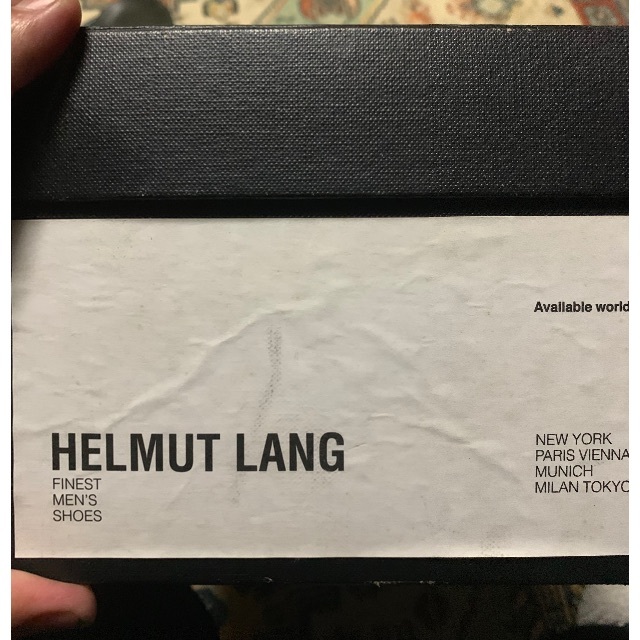 Available world
HELMUT LANG
FINEST
MEN'S
SHOES
NEW YORK
PARIS VIENNA
MUNICH
MILAN TOKYO